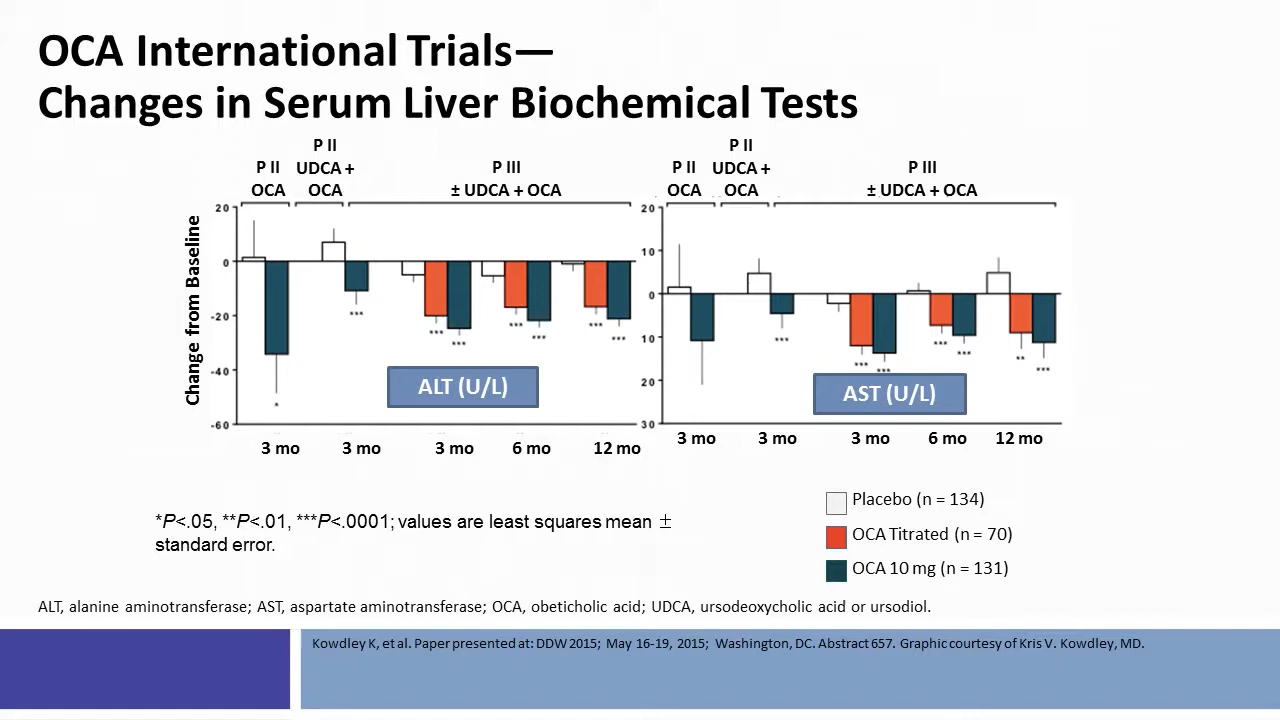 OCA International Trials—
Changes in Serum Liver Biochemical Tests
P II
OCA
P II
UDCA +
OCA
P III
± UDCA + OCA
P II
OCA
P II
UDCA +
OCA
P III
± UDCA + OCA
Change from Baseline
20
0
-20
-40
-60
*
***
***
***
***
***
***
***
ALT (U/L)
3 mo
3 mo
3 mo
6 mo
12 mo
20
10
0
10
20
30
***
***
***
***
***
**
***
AST (U/L)
3 mo
3 mo
3 mo
6 mo
12 mo
*P<.05, **P<.01, ***P<.0001; values are least squares mean ±
standard error.
Placebo (n = 134)
OCA Titrated (n = 70)
OCA 10 mg (n = 131)
ALT, alanine aminotransferase; AST, aspartate aminotransferase; OCA, obeticholic acid; UDCA, ursodeoxycholic acid or ursodiol.
Kowdley K, et al. Paper presented at: DDW 2015; May 16-19, 2015; Washington, DC. Abstract 657. Graphic courtesy of Kris V. Kowdley, MD.